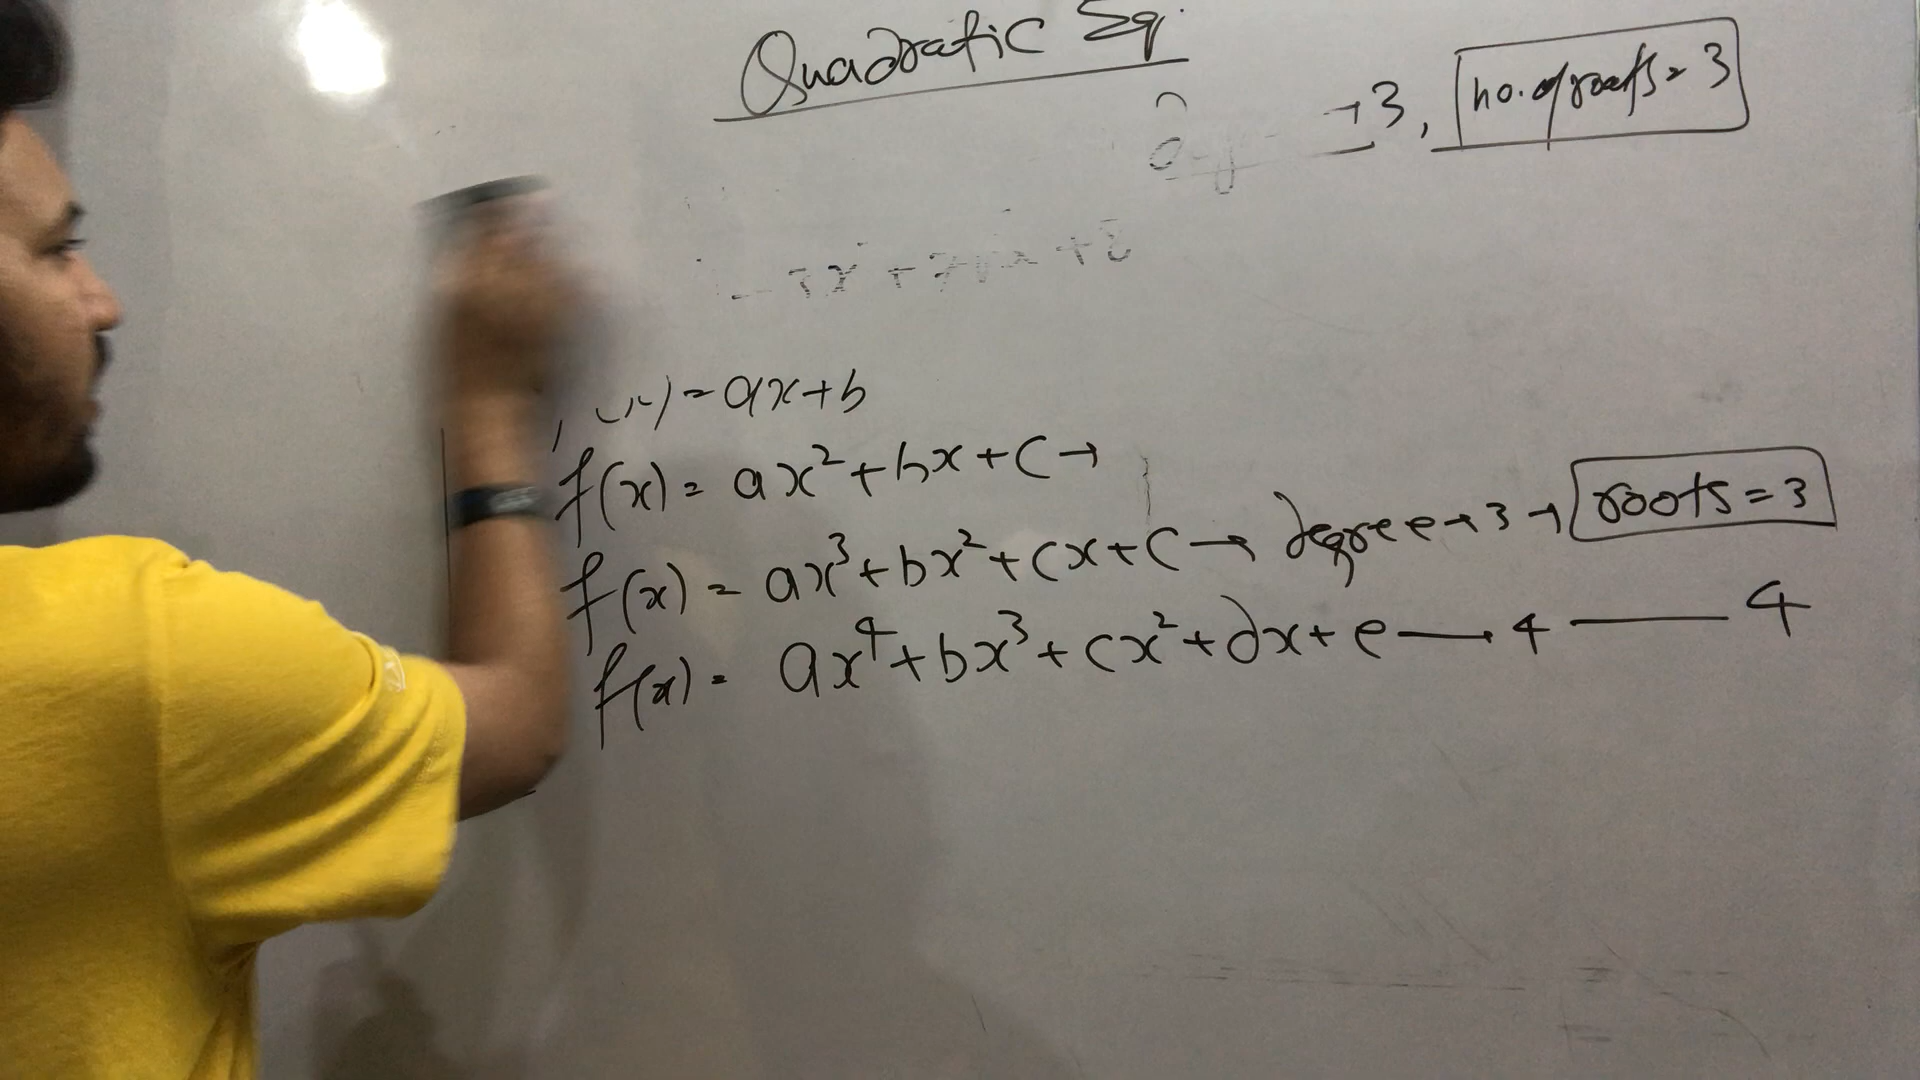 Quadratic Eq.
→3, no. of roots = 3
(x) = ax+b
f(x) = ax²+bx+c→
f(x) = ax³+bx²+cx+c→ degree→3→ roots = 3
f(x) = ax⁴+bx³+cx²+dx+e—→4—4